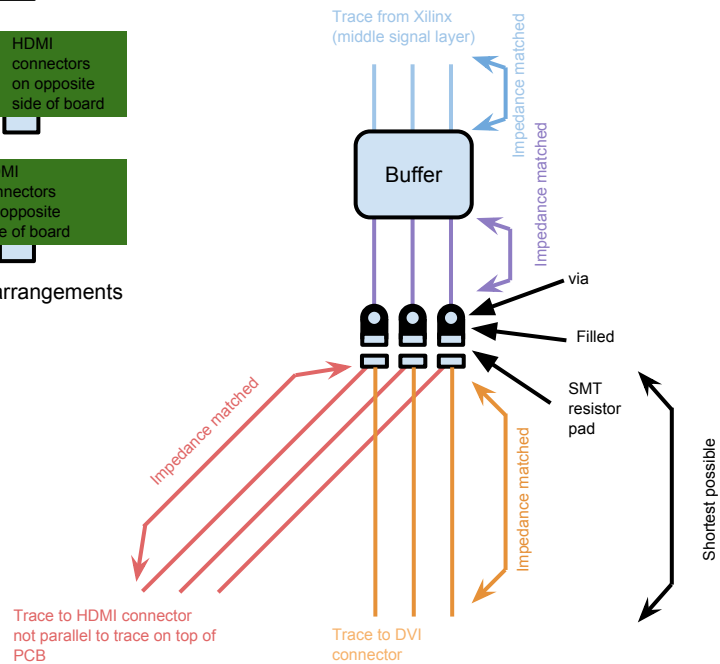 HDMI
connectors
on opposite
side of board
MI
nnectors
opposite
e of board
arrangements
Trace from Xilinx
(middle signal layer)
Impedance matched
Buffer
Impedance matched
via
Filled
SMT
resistor
pad
Impedance matched
Impedance matched
Shortest possible
Trace to HDMI connector
not parallel to trace on top of
PCB
Trace to DVI
connector